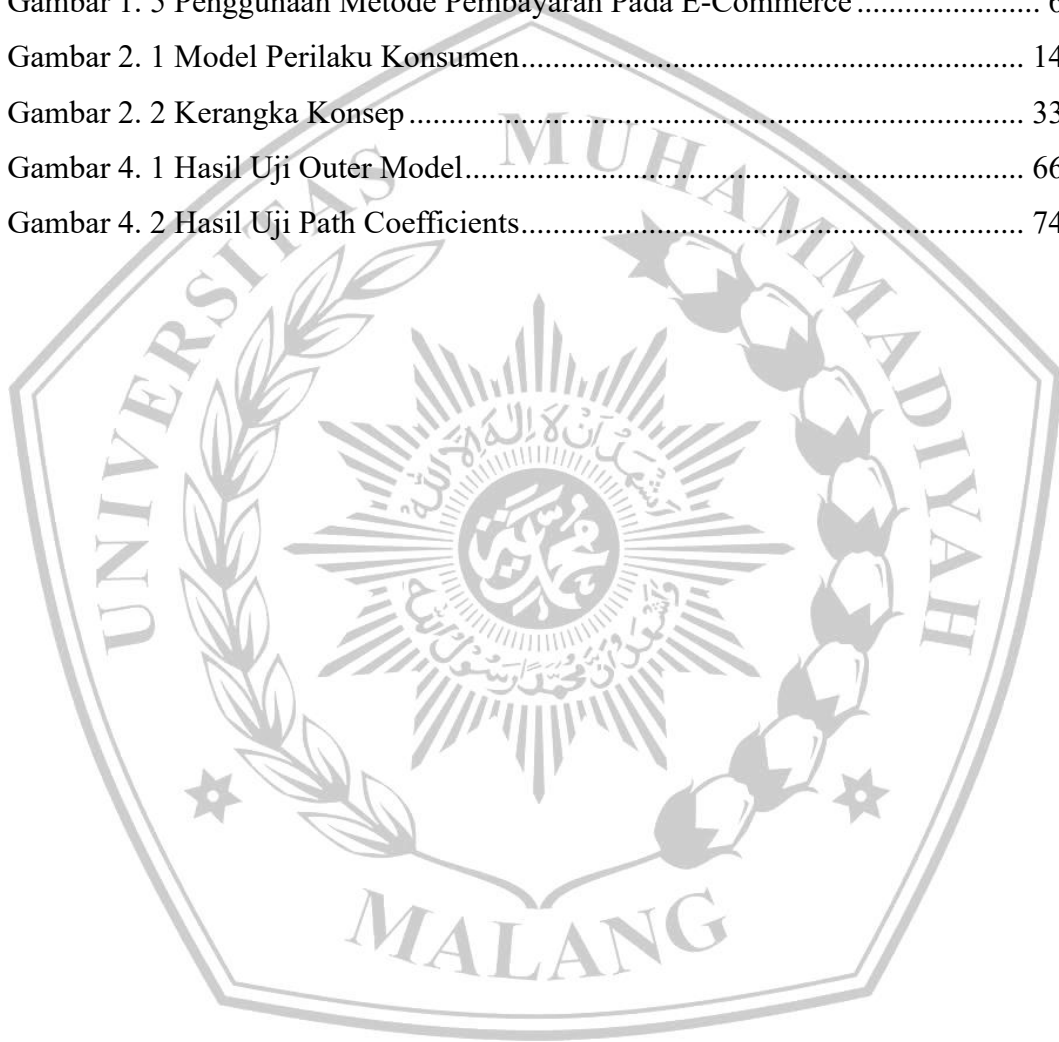 Gambar 1. 5 Penggunaan Metode Pembayaran Pada E-Commerce ...................... 6
Gambar 2. 1 Model Perilaku Konsumen................................................................ 14
Gambar 2. 2 Kerangka Konsep .............................................................................. 33
Gambar 4. 1 Hasil Uji Outer Model....................................................................... 66
Gambar 4. 2 Hasil Uji Path Coefficients................................................................ 74
UNIVERSITAS MUHAMMADIYAH
MALANG